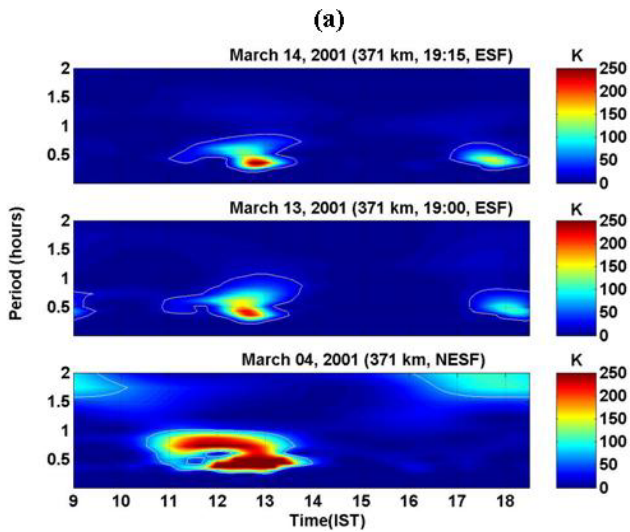 (a)
March 14, 2001 (371 km, 19:15, ESF) K
2 250
1.5 200
150
1 100
0.5 50
0
March 13, 2001 (371 km, 19:00, ESF) K
2 250
1.5 200
150
1 100
0.5 50
0
Period (hours)
March 04, 2001 (371 km, NESF) K
2 250
1.5 200
150
1 100
0.5 50
0
9 10 11 12 13 14 15 16 17 18
Time(IST)